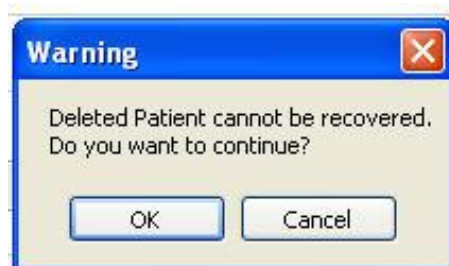 Warning
Deleted Patient cannot be recovered.
Do you want to continue?
OK
Cancel